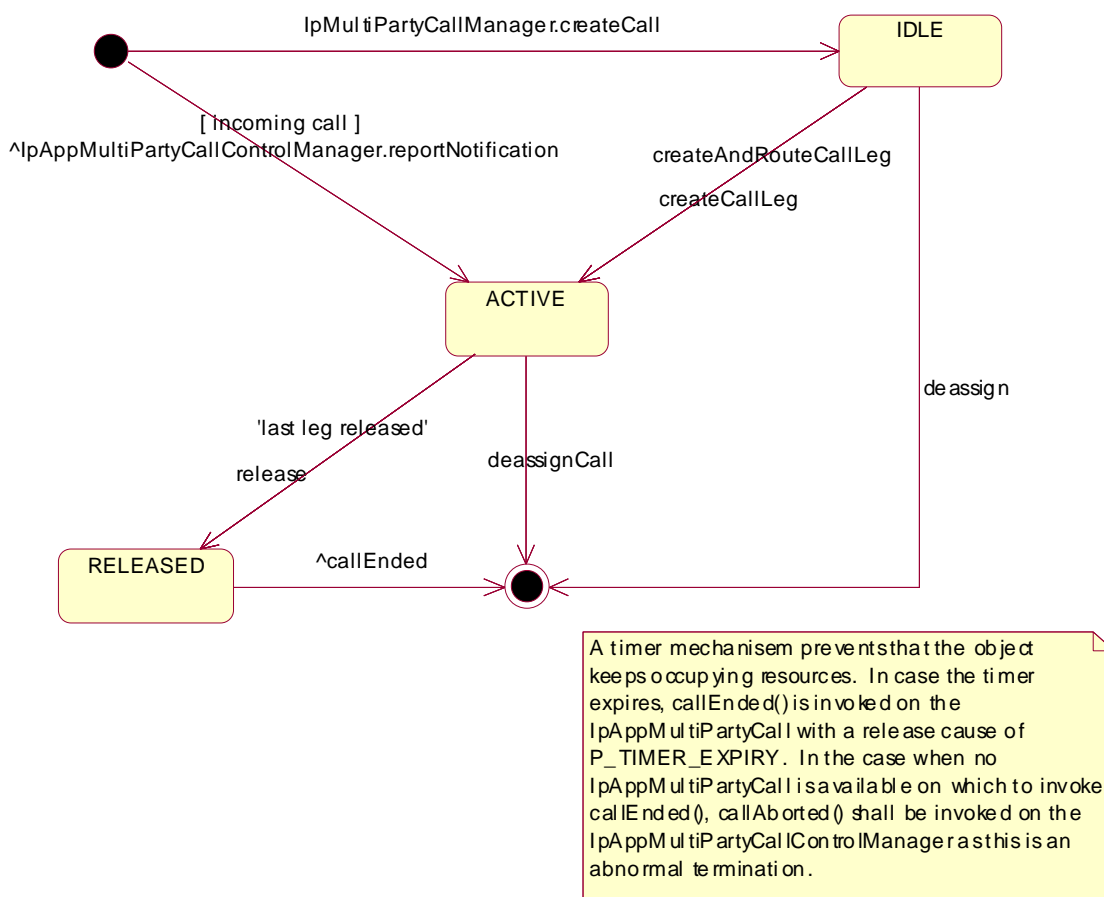 IpMultiPartyCallManager.createCall
IDLE
[ incoming call ]
^IpAppMultiPartyCallControlManager.reportNotification
createAndRouteCallLeg
createCallLeg
ACTIVE
deassign
'last leg released'
release
deassignCall
RELEASED
^callEnded
A timer mechanisem prevents that the object
keeps occupying resources. In case the timer
expires, callEnded() is invoked on the
IpAppMultiPartyCall with a release cause of
P_TIMER_EXPIRY. In the case when no
IpAppMultiPartyCall is available on which to invoke
callEnded(), callAborted() shall be invoked on the
IpAppMultiPartyCallControlManager as this is an
abnormal termination.